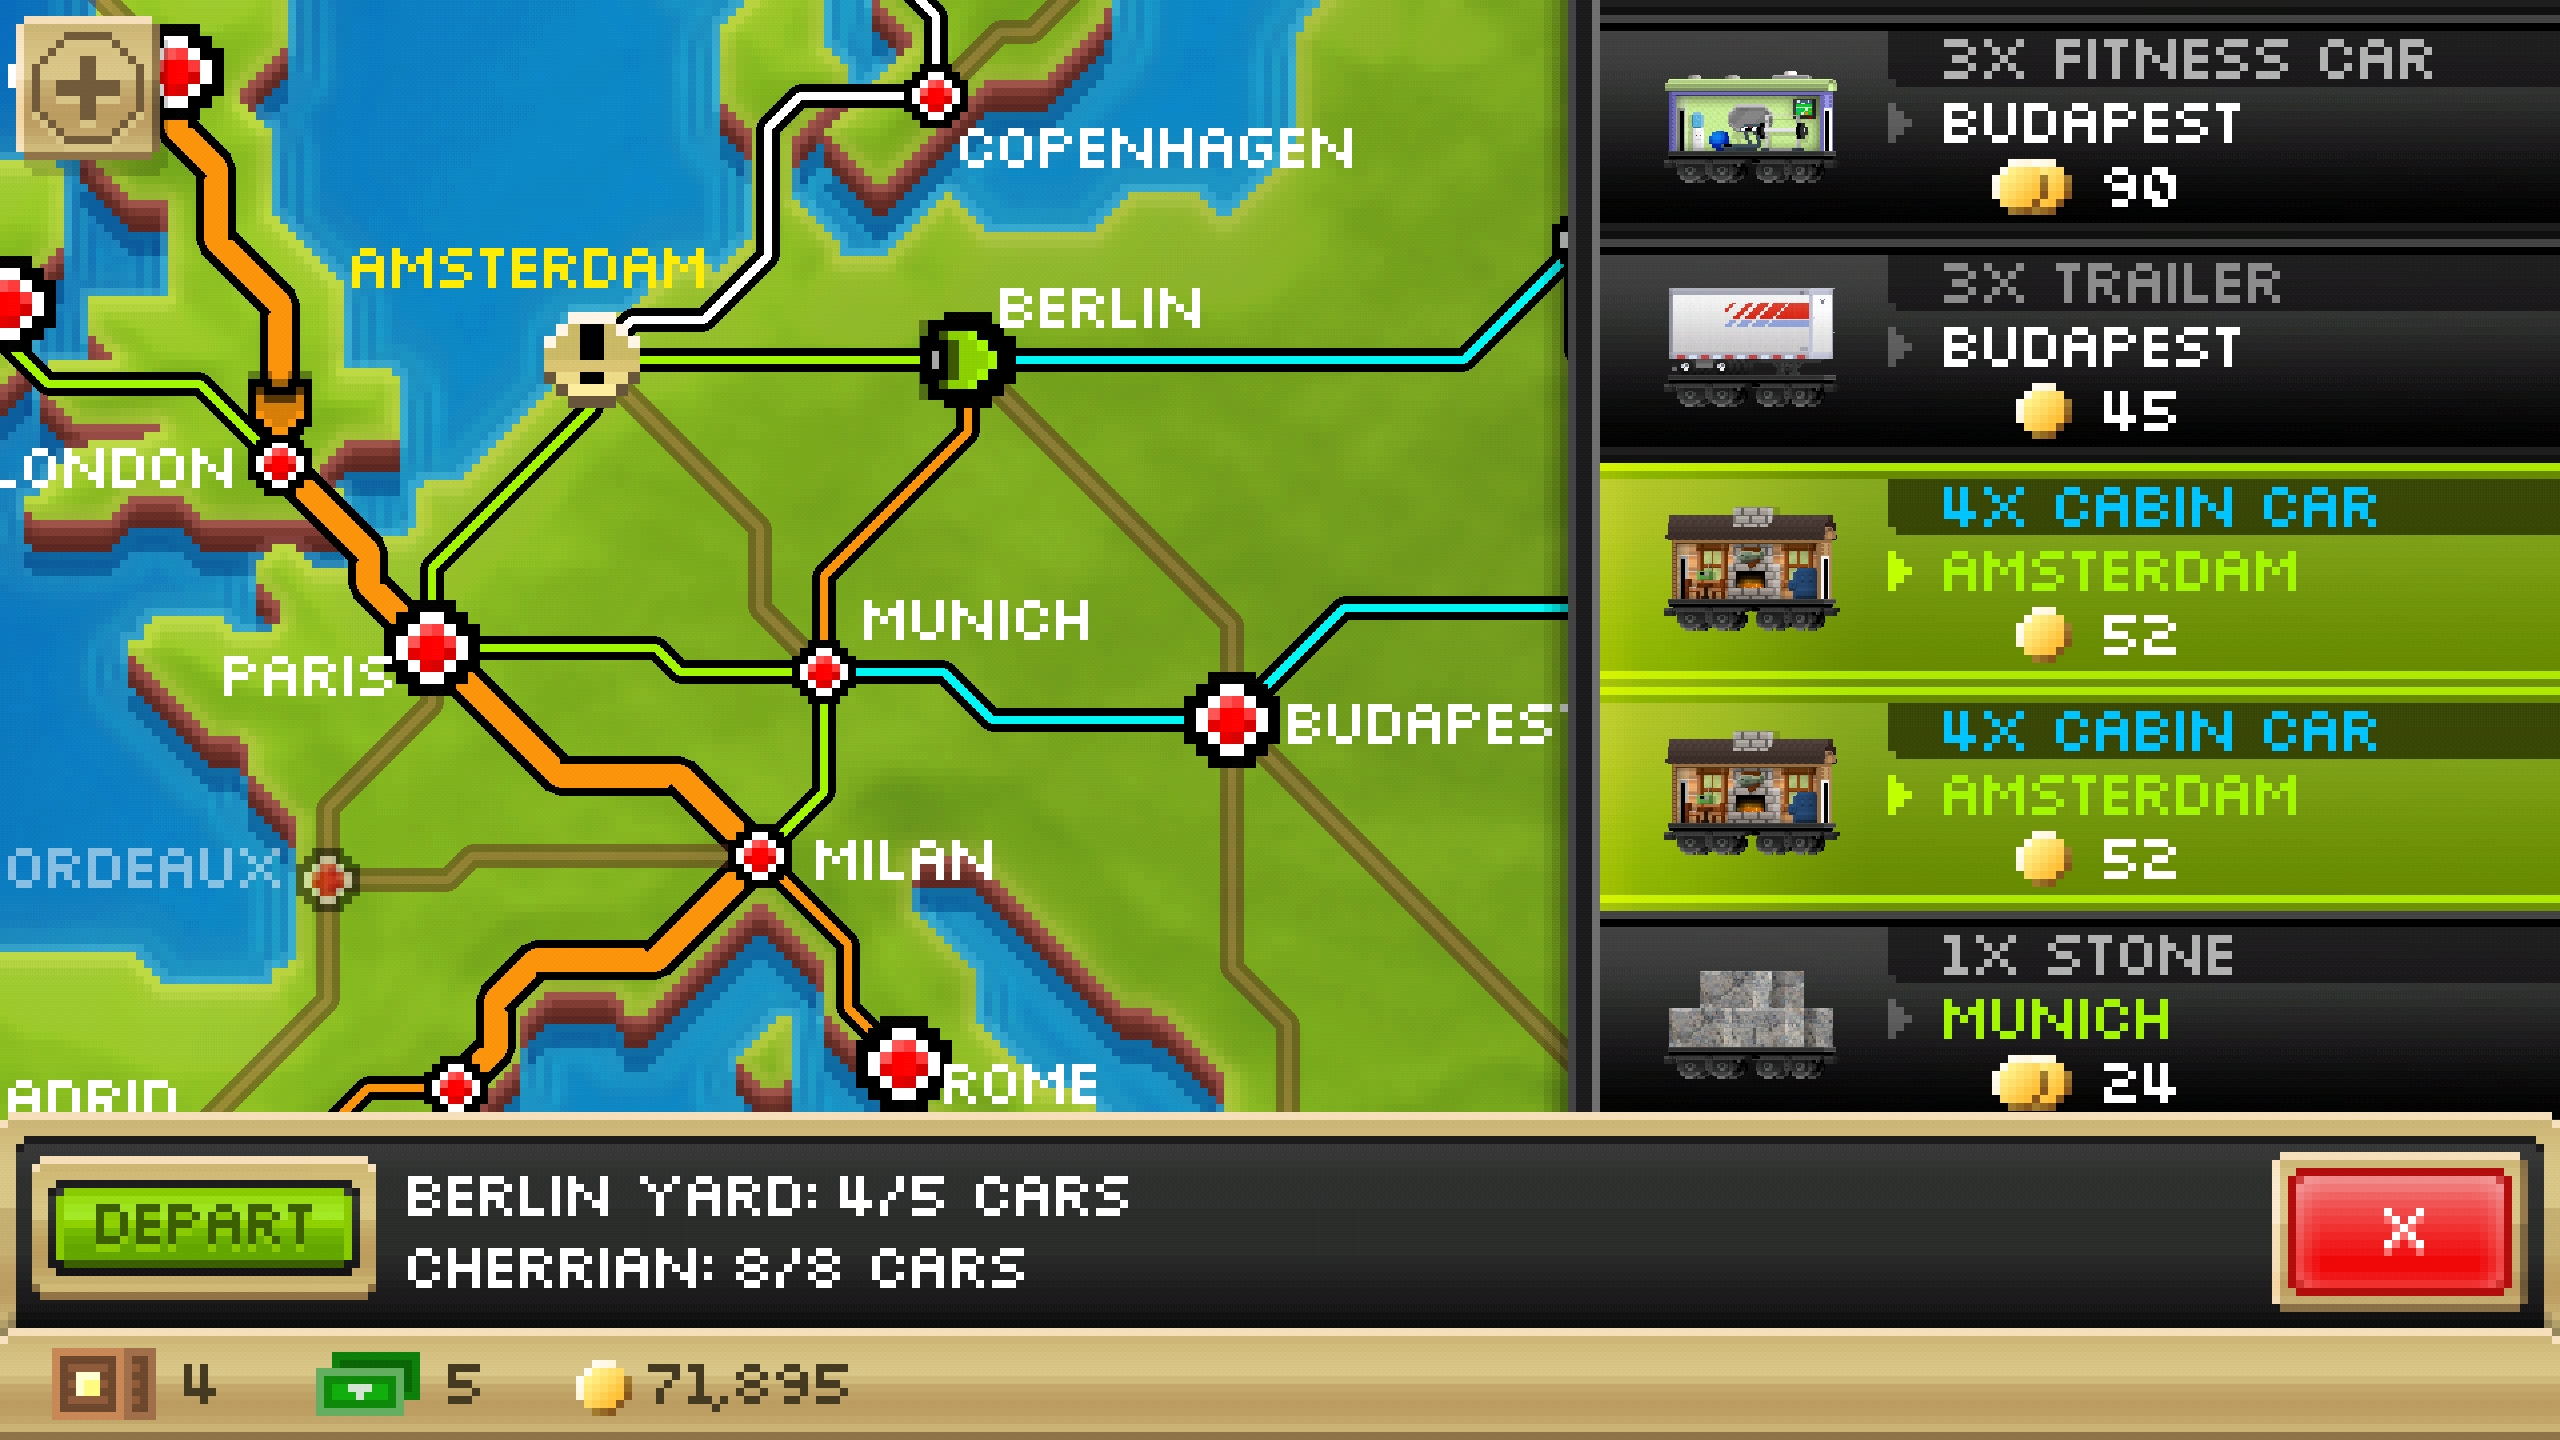 COPENHAGEN
AMSTERDAM
BERLIN
LONDON
MUNICH
PARIS
BUDAPEST
MILAN
ORDEAUX
ROME
ADRID
3X FITNESS CAR
BUDAPEST
90
3X TRAILER
BUDAPEST
45
4X CABIN CAR
AMSTERDAM
52
4X CABIN CAR
AMSTERDAM
52
1X STONE
MUNICH
24
DEPART
BERLIN YARD: 4/5 CARS
CHERRIAN: 8/8 CARS
X
4
5
71,895